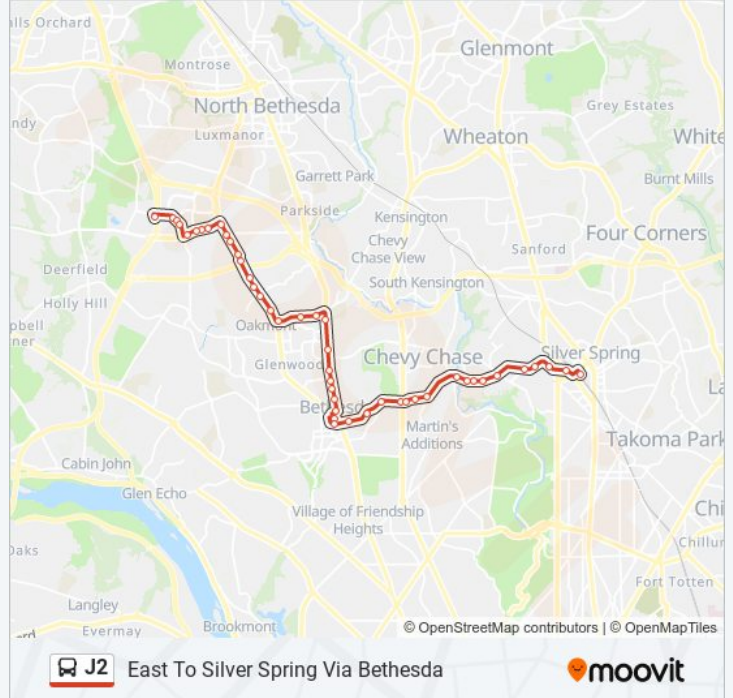 lls Orchard
Glenmont
Montrose
North Bethesda
Grey Estates
ndy
Luxmanor
Wheaton
White
Garrett Park
Burnt Mills
Parkside
Kensington
Chevy
Chase View
Sanford
Four Corners
Deerfield
South Kensington
Holly Hill
pbell
ner
Oakmont
Silver Spring
Glenwood
Chevy Chase
La
Bethesda
Martin's
Additions
Takoma Park
Cabin John
Glen Echo
Village of Friendship
Heights
Chi
Oaks
Chillur
Fort Totten
Langley
Evermay
Brookmont
rd
© OpenStreetMap contributors | © OpenMapTiles
J2 East To Silver Spring Via Bethesda
moovit